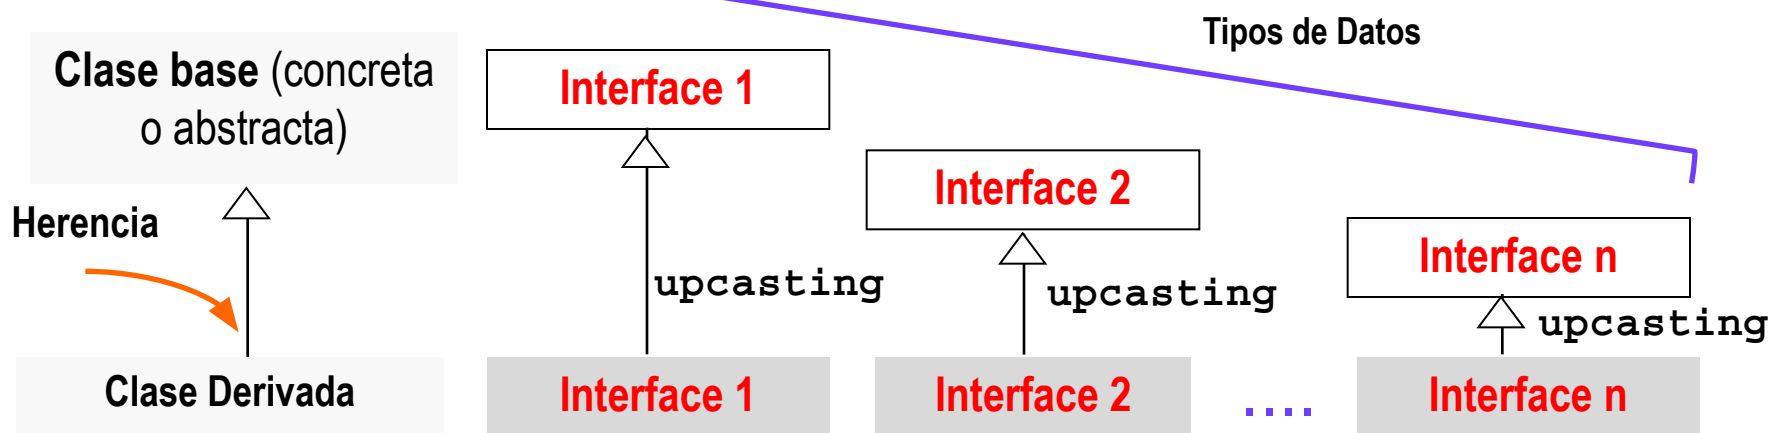 Tipos de Datos
Clase base (concreta
o abstracta)
Interface 1
Interface 2
Herencia
Interface n
upcasting
upcasting
upcasting
Clase Derivada
Interface 1
Interface 2
....
Interface n